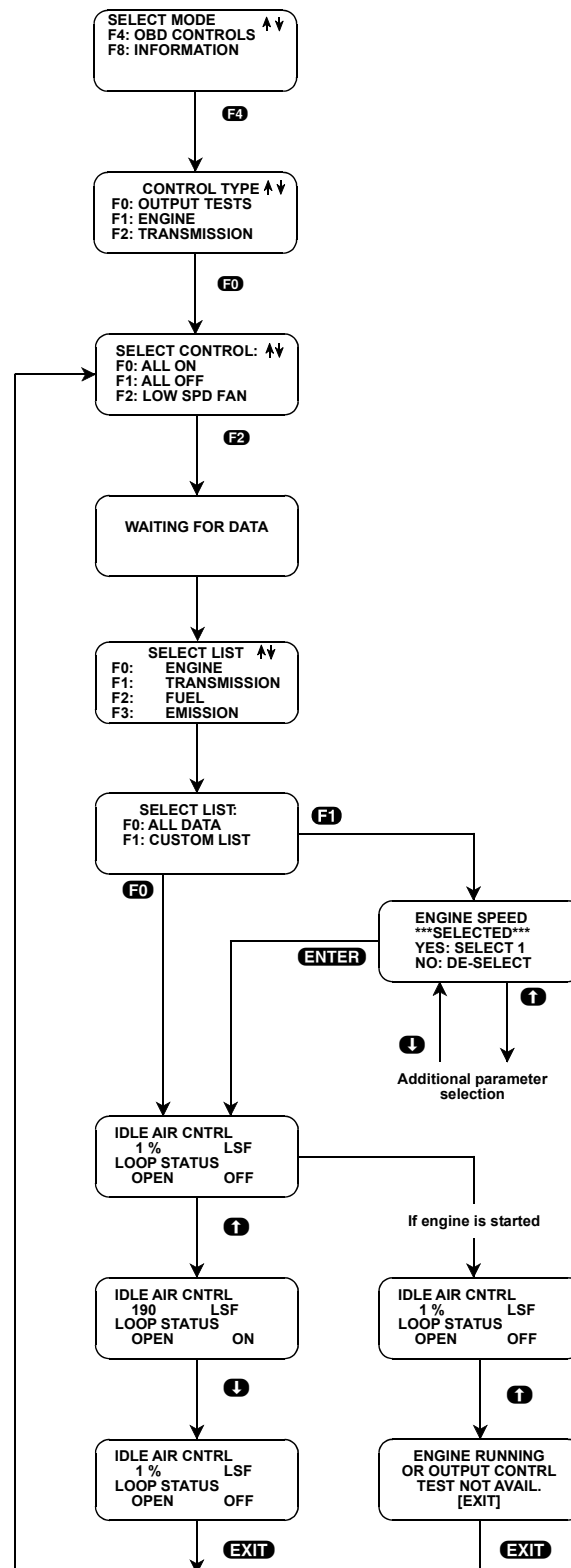 SELECT MODE
F4: OBD CONTROLS
F8: INFORMATION
F4
CONTROL TYPE
F0: OUTPUT TESTS
F1: ENGINE
F2: TRANSMISSION
F0
SELECT CONTROL:
F0: ALL ON
F1: ALL OFF
F2: LOW SPD FAN
F2
WAITING FOR DATA
SELECT LIST
F0: ENGINE
F1: TRANSMISSION
F2: FUEL
F3: EMISSION
SELECT LIST:
F0: ALL DATA
F1: CUSTOM LIST
F1
F0
ENGINE SPEED
***SELECTED***
YES: SELECT 1
NO: DE-SELECT
ENTER
Additional parameter
selection
IDLE AIR CNTRL
1 % LSF
LOOP STATUS
OPEN OFF
If engine is started
IDLE AIR CNTRL
190 LSF
LOOP STATUS
OPEN ON
IDLE AIR CNTRL
1 % LSF
LOOP STATUS
OPEN OFF
IDLE AIR CNTRL
1 % LSF
LOOP STATUS
OPEN OFF
ENGINE RUNNING
OR OUTPUT CONTRL
TEST NOT AVAIL.
[EXIT]
EXIT
EXIT